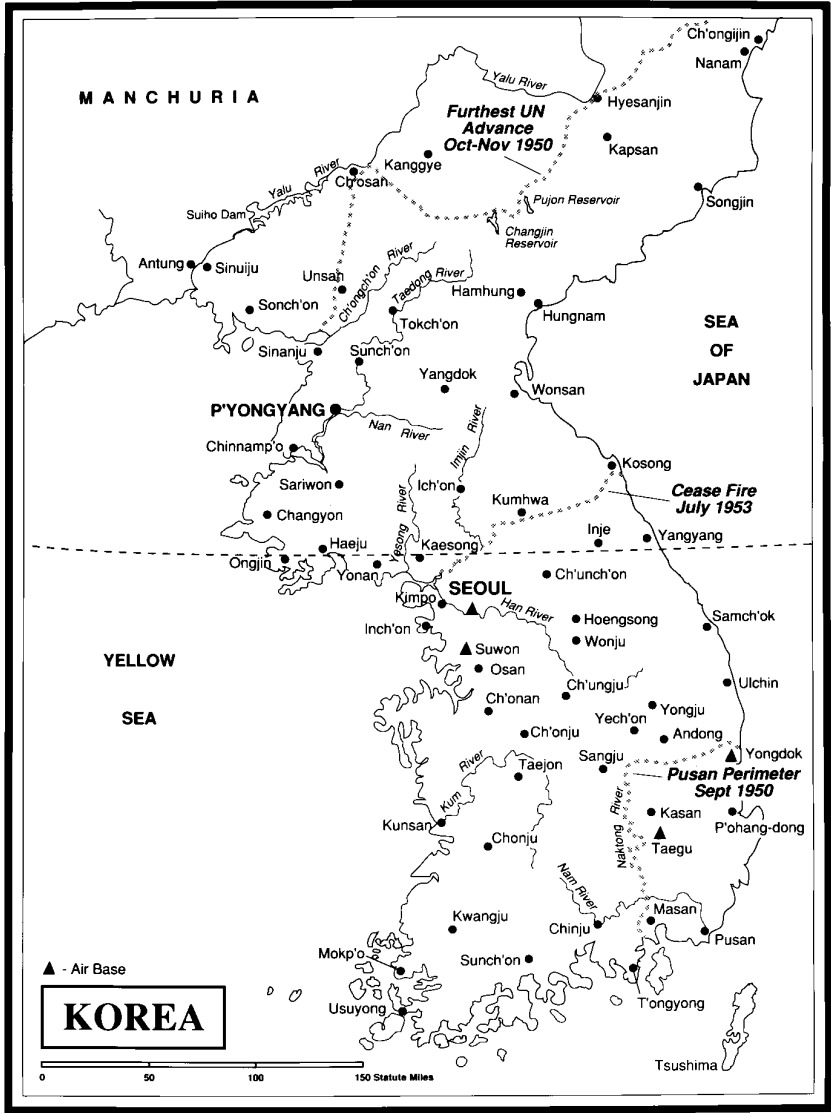 Ch'ongjin
Nanam
MANCHURIA
Yalu River
Hyesanjin
Furthest UN
Advance
Oct-Nov 1950
Kapsan
Kanggye
Yalu River
Ch'osan
Songjin
Suiho Dam
Pujon Reservoir
Changjin
Reservoir
Antung
Sinuiju
Unsan
Ch'ongch'on River
Taedong River
Hamhung
Sonch'on
Tokch'on
Hungnam
SEA
OF
JAPAN
Sinanju
Sunch'on
Yangdok
Wonsan
P'YONGYANG
Nan River
Imjin River
Chinnamp'o
Kosong
Sariwon
Ich'on
Cease Fire
July 1953
Kumhwa
Changyon
Yesong River
Inje
Yangyang
Haeju
Kaesong
Ongjin
Yonan
Ch'unch'on
SEOUL
Kimpo
Han River
Hoengsong
Samch'ok
Inch'on
Wonju
Suwon
YELLOW
SEA
Osan
Ch'ungju
Ulchin
Ch'onan
Yongju
Yech'on
Andong
Ch'onju
Yongdok
Sangju
Kum River
Taejon
Pusan Perimeter
Sept 1950
Naktong River
Kasan
P'ohang-dong
Kunsan
Taegu
Chonju
Nam River
Kwangju
Masan
Chinju
Pusan
Mokp'o
Sunch'on
- Air Base
T'ongyong
KOREA
Usuyong
Tsushima
0 50 100 150 Statute Miles